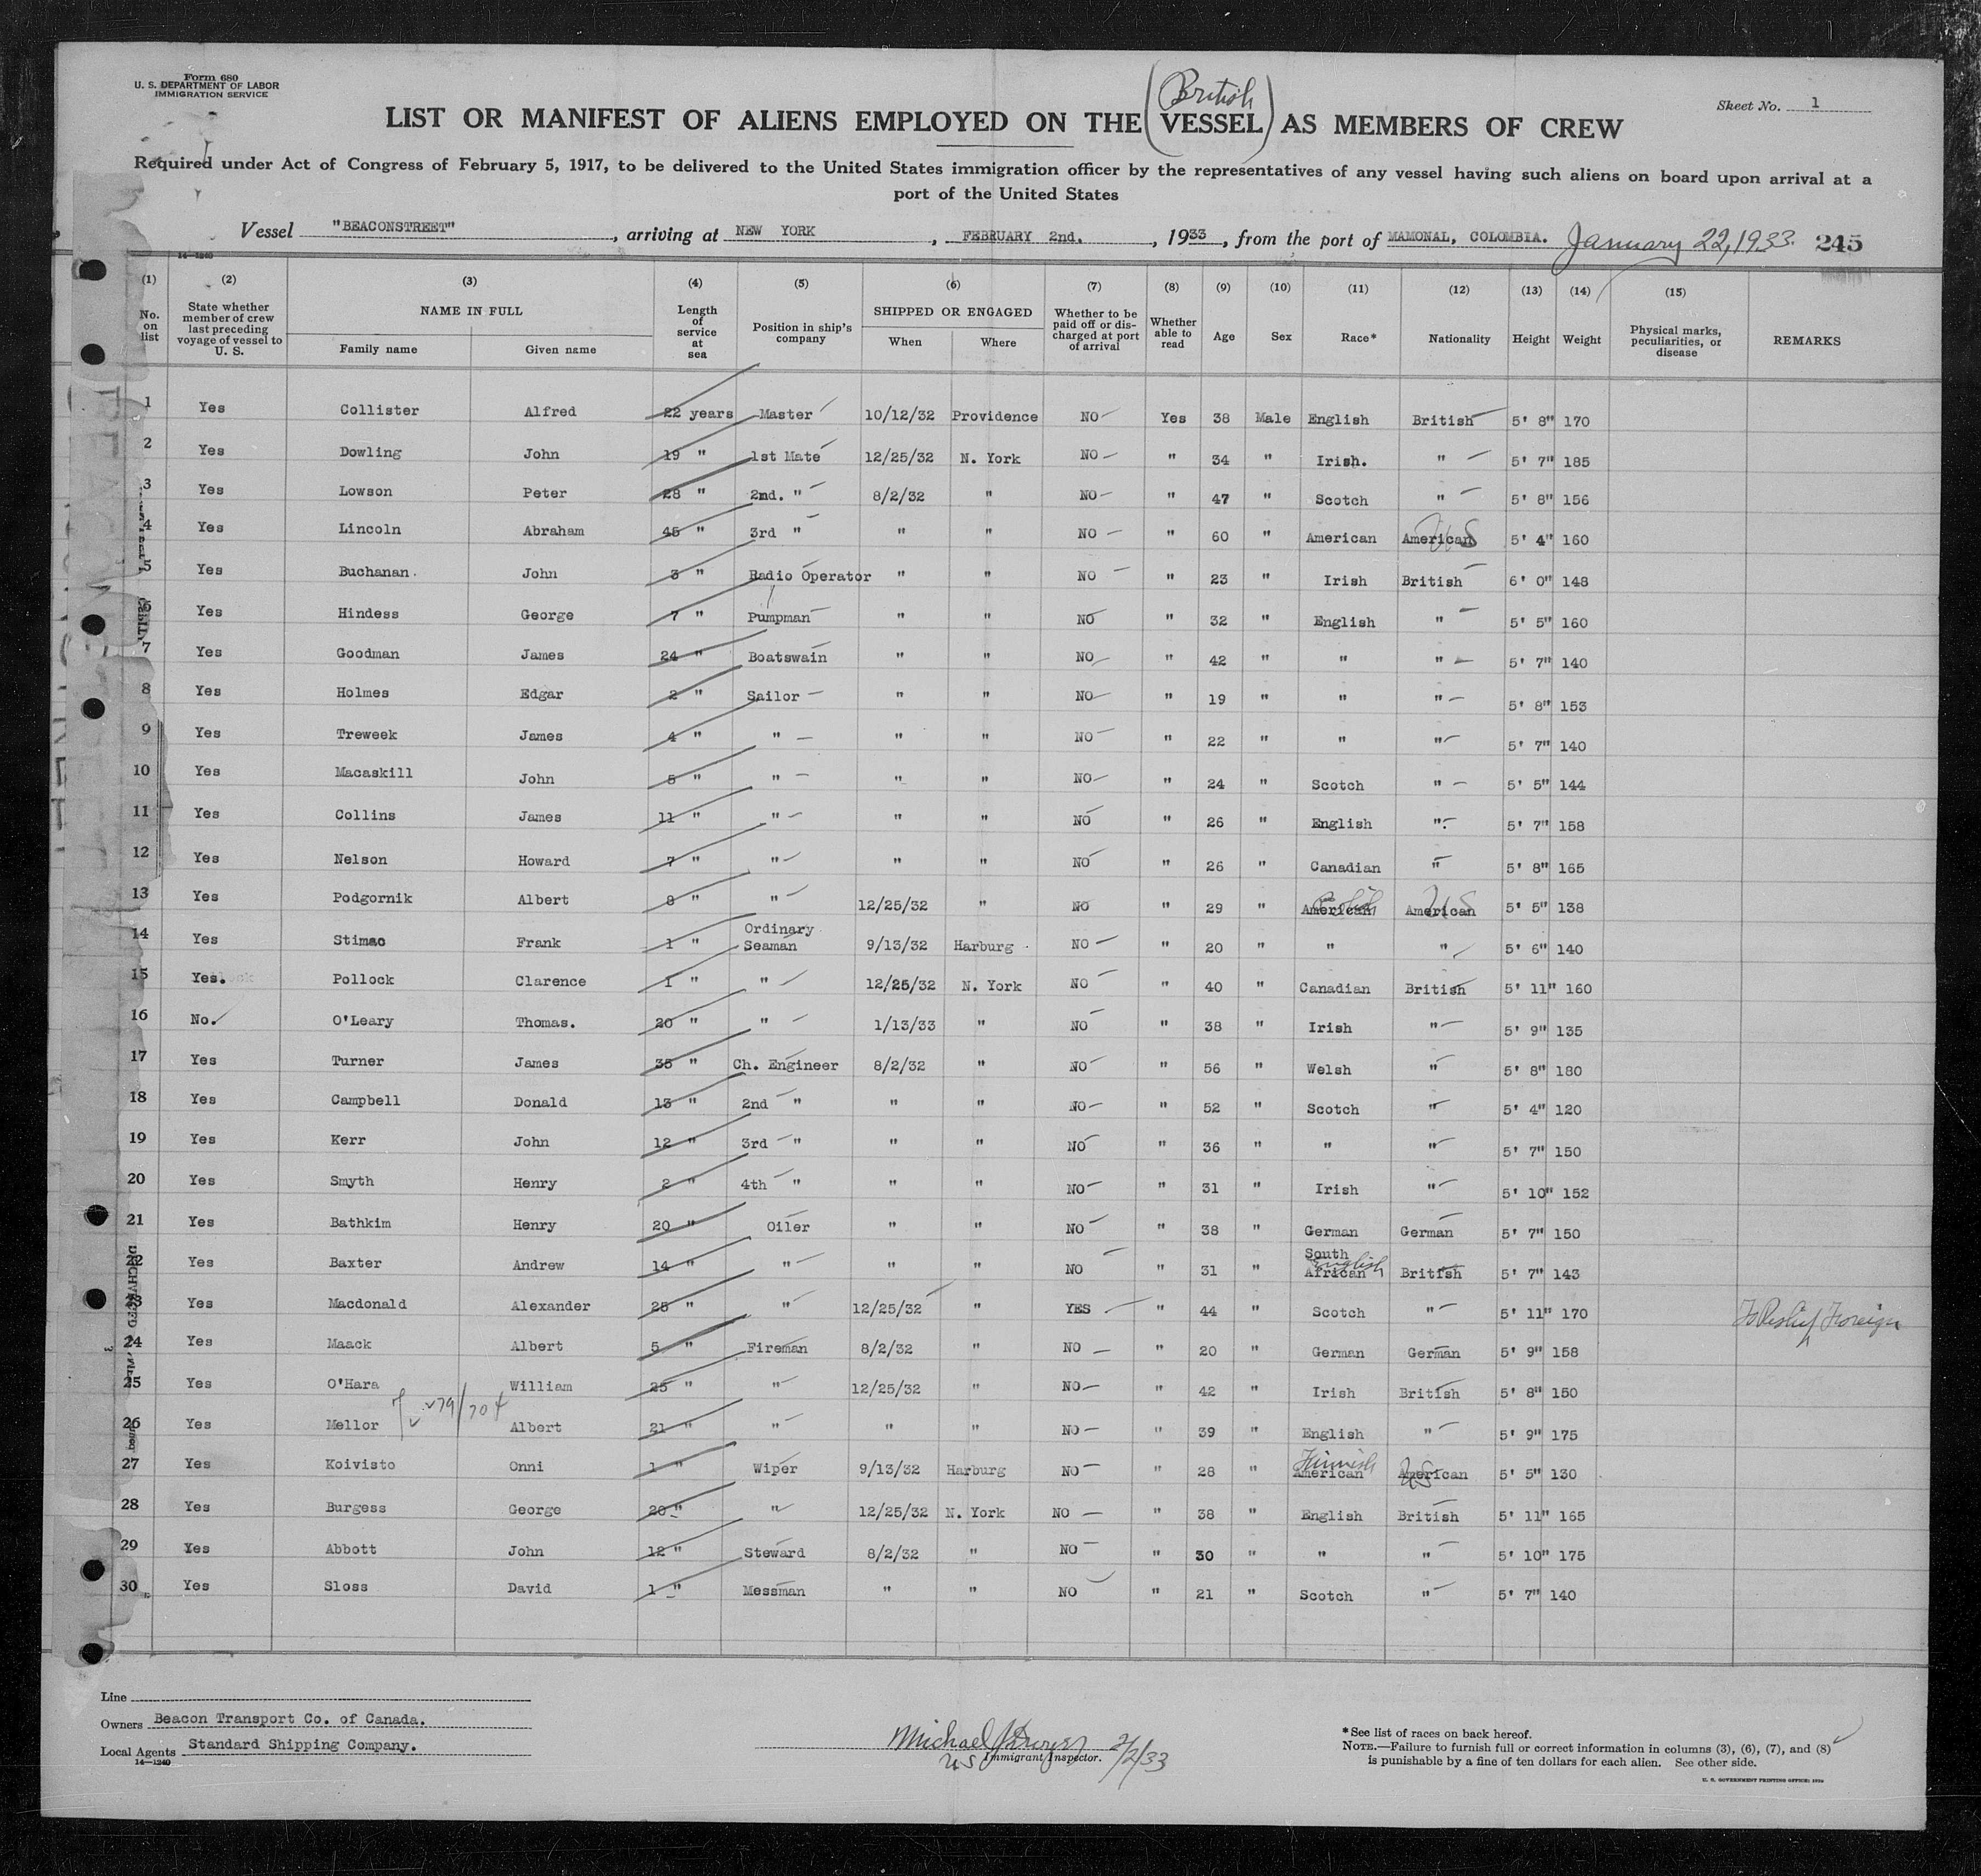 Form 680
U. S. DEPARTMENT OF LABOR
IMMIGRATION SERVICE
Sheet No. 1
British
LIST OR MANIFEST OF ALIENS EMPLOYED ON THE (VESSEL) AS MEMBERS OF CREW
Required under Act of Congress of February 5, 1917, to be delivered to the United States immigration officer by the representatives of any vessel having such aliens on board upon arrival at a
port of the United States
Vessel "BEACONSTREET", arriving at NEW YORK, FEBRUARY 2nd., 1933, from the port of MAMONAL, COLOMBIA. January 22, 1933. 245
14-1240
(1) (2) (3) (4) (5) (6) (7) (8) (9) (10) (11) (12) (13) (14) (15)
No. on list State whether member of crew last preceding voyage of vessel to U. S. NAME IN FULL Family name Given name Length of service at sea Position in ship's company SHIPPED OR ENGAGED When Where Whether to be paid off or discharged at port of arrival Whether able to read Age Sex Race* Nationality Height Weight Physical marks, peculiarities, or disease REMARKS
1 Yes Collister Alfred 22 years Master 10/12/32 Providence NO Yes 38 Male English British 5' 8" 170
2 Yes Dowling John 19 " 1st Mate 12/25/32 N. York NO " 34 " Irish. " 5' 7" 185
3 Yes Lowson Peter 28 " 2nd. " 8/2/32 " NO " 47 " Scotch " 5' 8" 156
4 Yes Lincoln Abraham 45 " 3rd " " " NO " 60 " American American US 5' 4" 160
5 Yes Buchanan. John 3 " Radio Operator " " NO " 23 " Irish British 6' 0" 148
6 Yes Hindess George 7 " Pumpman " " NO " 32 " English " 5' 5" 160
7 Yes Goodman James 24 " Boatswain " " NO " 42 " " " 5' 7" 140
8 Yes Holmes Edgar 2 " Sailor " " NO " 19 " " " 5' 8" 153
9 Yes Treweek James 4 " " " " NO " 22 " " " 5' 7" 140
10 Yes Macaskill John 5 " " " " NO " 24 " Scotch " 5' 5" 144
11 Yes Collins James 11 " " " " NO " 26 " English " 5' 7" 158
12 Yes Nelson Howard 7 " " " " NO " 26 " Canadian " 5' 8" 165
13 Yes Podgornik Albert 8 " " 12/25/32 " NO " 29 " American American US 5' 5" 138
14 Yes Stimac Frank 1 " Ordinary Seaman 9/13/32 Harburg NO " 20 " " " 5' 6" 140
15 Yes. Pollock Clarence 1 " " 12/25/32 N. York NO " 40 " Canadian British 5' 11" 160
16 No. O'Leary Thomas. 20 " " 1/13/33 " NO " 38 " Irish " 5' 9" 135
17 Yes Turner James 35 " Ch. Engineer 8/2/32 " NO " 56 " Welsh " 5' 8" 180
18 Yes Campbell Donald 13 " 2nd " " " NO " 52 " Scotch " 5' 4" 120
19 Yes Kerr John 12 " 3rd " " " NO " 36 " " " 5' 7" 150
20 Yes Smyth Henry 2 " 4th " " " NO " 31 " Irish " 5' 10" 152
21 Yes Bathkim Henry 20 " Oiler " " NO " 38 " German German 5' 7" 150
22 Yes Baxter Andrew 14 " " " " NO " 31 " South African English British 5' 7" 143
23 Yes Macdonald Alexander 25 " " 12/25/32 " YES " 44 " Scotch " 5' 11" 170 To Reship Foreign
24 Yes Maack Albert 5 " Fireman 8/2/32 " NO " 20 " German German 5' 9" 158
25 Yes O'Hara William 25 " " 12/25/32 " NO " 42 " Irish British 5' 8" 150
26 Yes Mellor Albert 21 " " " " NO " 39 " English " 5' 9" 175
27 Yes Koivisto Onni 1 " Wiper 9/13/32 Harburg NO " 28 " American Finnish American US 5' 5" 130
28 Yes Burgess George 20 " " 12/25/32 N. York NO " 38 " English British 5' 11" 165
29 Yes Abbott John 12 " Steward 8/2/32 " NO " 30 " " " 5' 10" 175
30 Yes Sloss David 1 " Messman " " NO " 21 " Scotch " 5' 7" 140
Line
Owners Beacon Transport Co. of Canada.
Local Agents Standard Shipping Company.
14-1240
Michael 2/2/33
US Immigrant Inspector.
*See list of races on back hereof.
NOTE.—Failure to furnish full or correct information in columns (3), (6), (7), and (8)
is punishable by a fine of ten dollars for each alien. See other side.
U. S. GOVERNMENT PRINTING OFFICE: